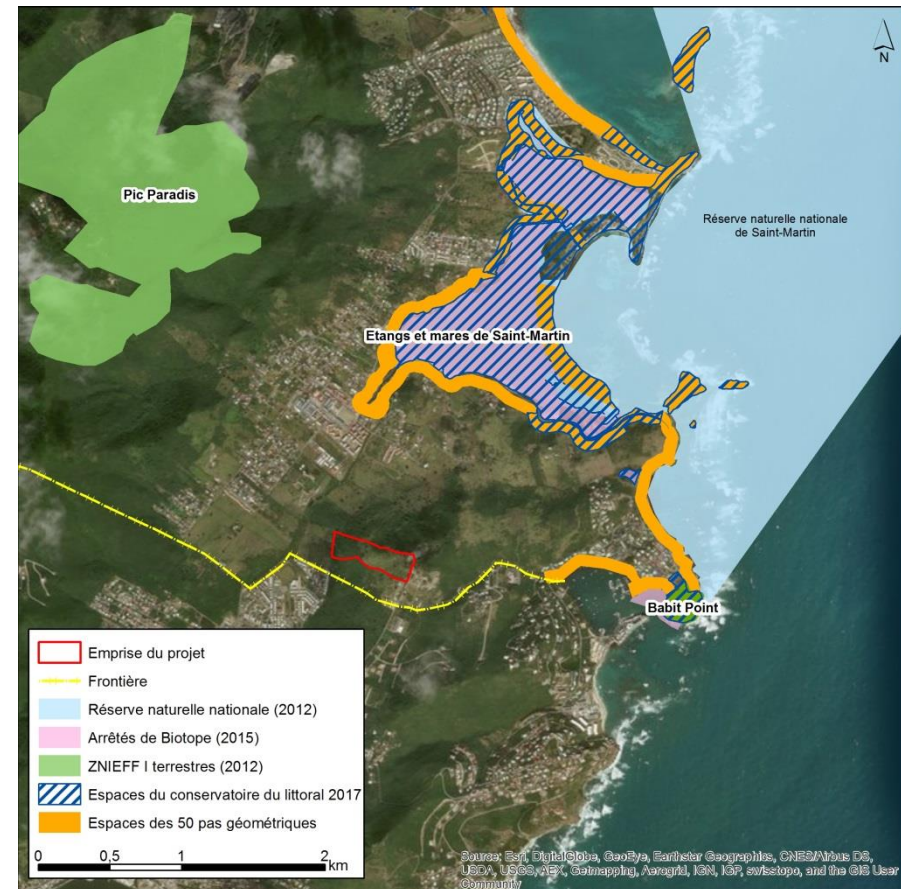 N
Pic Paradis
Réserve naturelle nationale
de Saint-Martin
Etangs et mares de Saint-Martin
Babit Point
Emprise du projet
Frontière
Réserve naturelle nationale (2012)
Arrêtés de Biotope (2015)
ZNIEFF I terrestres (2012)
Espaces du conservatoire du littoral 2017
Espaces des 50 pas géométriques
0 0,5 1 2
km
Source: Esri, DigitalGlobe, GeoEye, Earthstar Geographics, CNES/Airbus DS,
USDA, USGS, AEX, Getmapping, Aerogrid, IGN, IGP, swisstopo, and the GIS User
Community